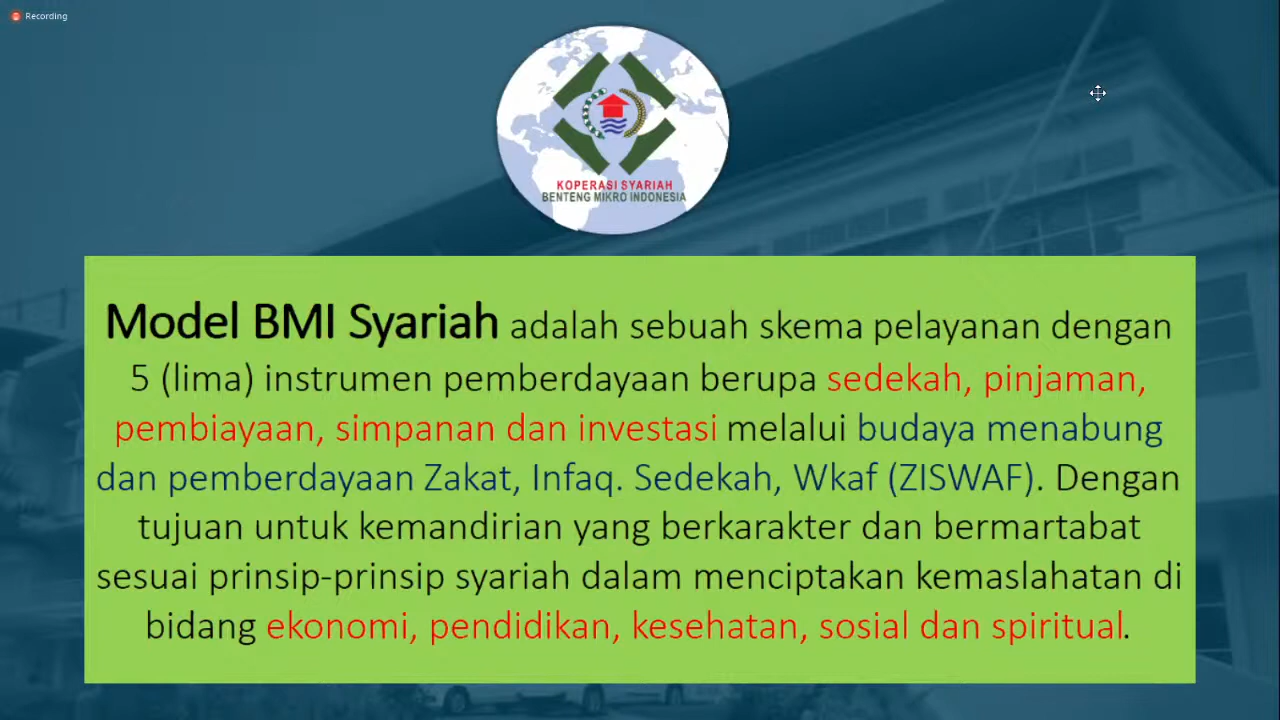 Recording
KOPERASI SYARIAH
BENTENG MIKRO INDONESIA
Model BMI Syariah adalah sebuah skema pelayanan dengan
5 (lima) instrumen pemberdayaan berupa sedekah, pinjaman,
pembiayaan, simpanan dan investasi melalui budaya menabung
dan pemberdayaan Zakat, Infaq. Sedekah, Wkaf (ZISWAF). Dengan
tujuan untuk kemandirian yang berkarakter dan bermartabat
sesuai prinsip-prinsip syariah dalam menciptakan kemaslahatan di
bidang ekonomi, pendidikan, kesehatan, sosial dan spiritual.